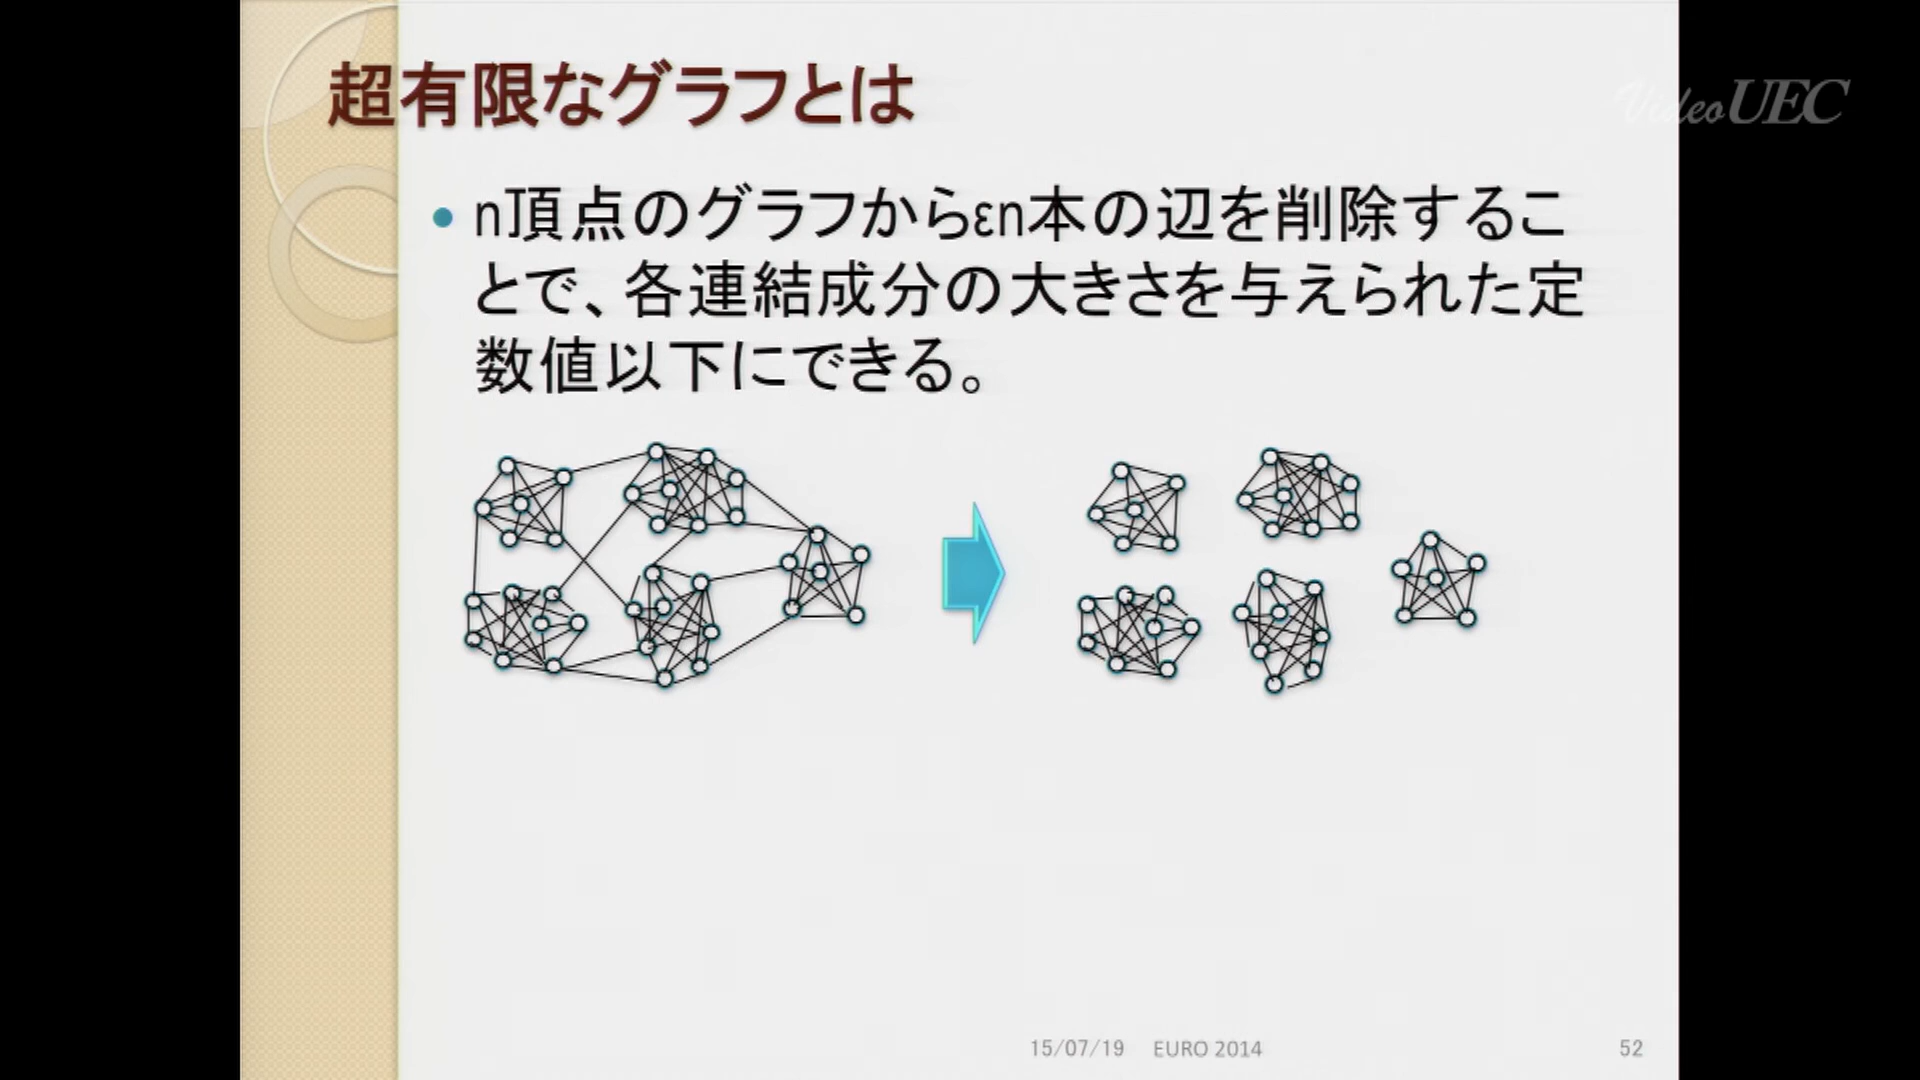 超有限なグラフとは
VideoUEC
• n頂点のグラフからεn本の辺を削除するこ
とで、各連結成分の大きさを与えられた定
数値以下にできる。
15/07/19 EURO 2014 52